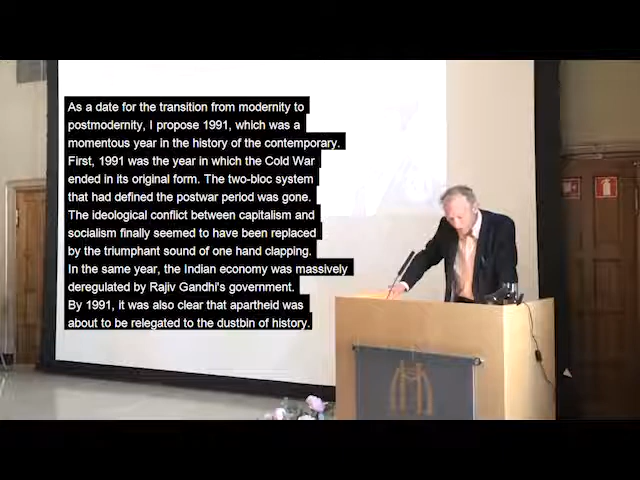 As a date for the transition from modernity to
postmodernity, I propose 1991, which was a
momentous year in the history of the contemporary.
First, 1991 was the year in which the Cold War
ended in its original form. The two-bloc system
that had defined the postwar period was gone.
The ideological conflict between capitalism and
socialism finally seemed to have been replaced
by the triumphant sound of one hand clapping.
In the same year, the Indian economy was massively
deregulated by Rajiv Gandhi's government.
By 1991, it was also clear that apartheid was
about to be relegated to the dustbin of history.